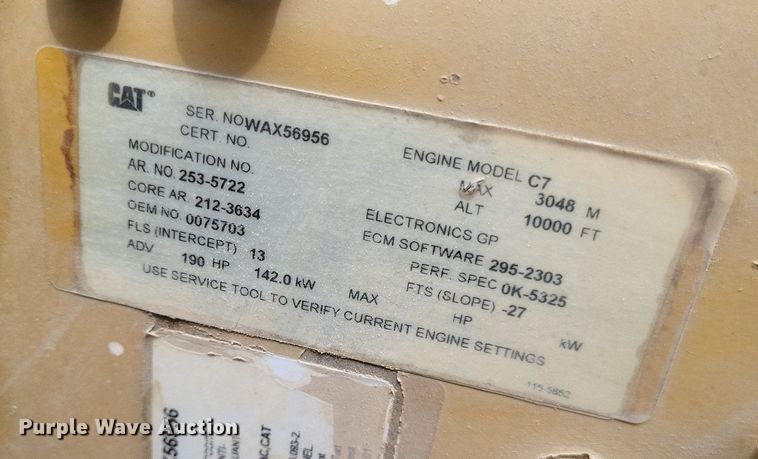 CAT®
SER. NO WAX56956
CERT. NO.
MODIFICATION NO.
AR. NO. 253-5722
CORE AR. 212-3634
OEM NO. 0075703
FLS (INTERCEPT) 13
ADV 190 HP 142.0 kW
ENGINE MODEL C7
MAX ALT 3048 M
10000 FT
ELECTRONICS GP
ECM SOFTWARE 295-2303
PERF. SPEC 0K-5325
FTS (SLOPE) -27
MAX HP kW
USE SERVICE TOOL TO VERIFY CURRENT ENGINE SETTINGS
115-5852
Purple Wave Auction